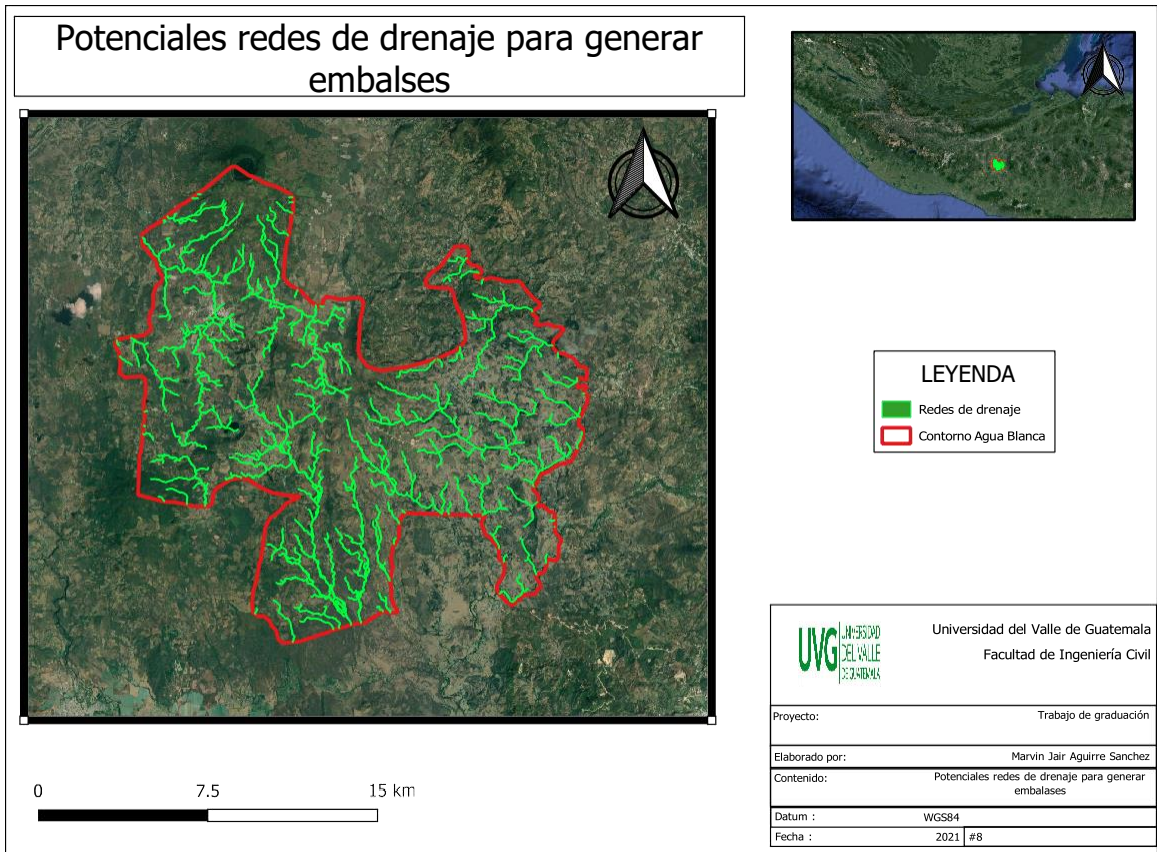 Potenciales redes de drenaje para generar
embalses
LEYENDA
Redes de drenaje
Contorno Agua Blanca
0 7.5 15 km
UVG
UNIVERSIDAD
DEL VALLE
DE GUATEMALA
Universidad del Valle de Guatemala
Facultad de Ingeniería Civil
Proyecto: Trabajo de graduación
Elaborado por: Marvin Jair Aguirre Sanchez
Contenido: Potenciales redes de drenaje para generar
embalases
Datum : WGS84
Fecha : 2021 #8